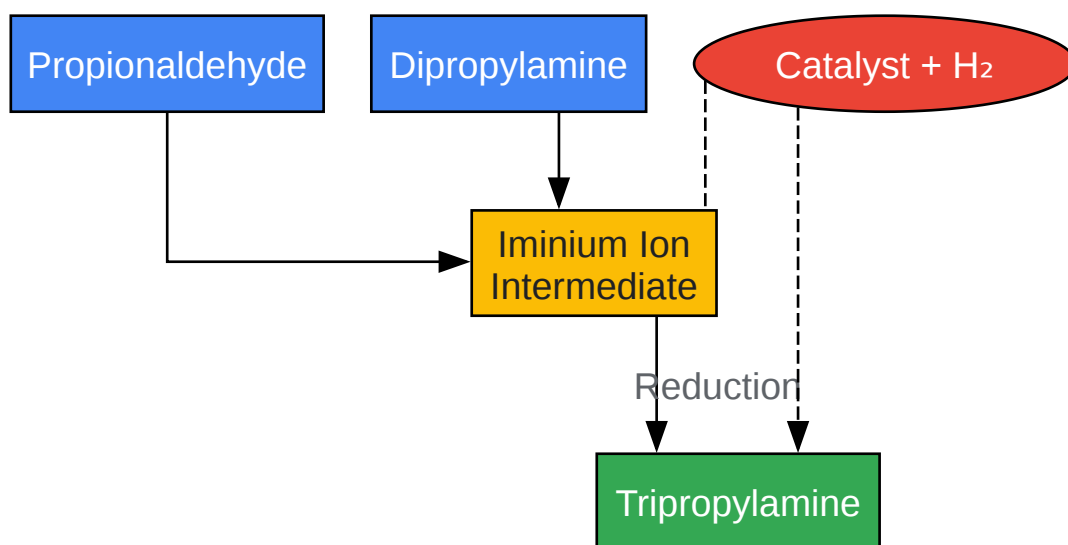 Propionaldehyde
Dipropylamine
Catalyst + H₂
Iminium Ion
Intermediate
Reduction
Tripropylamine